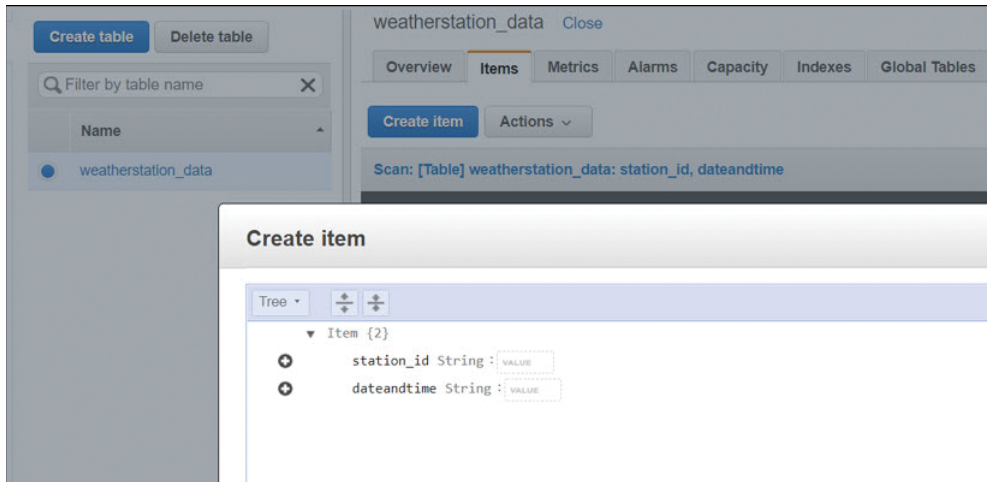 weatherstation_data Close
Create table Delete table
Overview Items Metrics Alarms Capacity Indexes Global Tables
Filter by table name
Create item Actions
Name
weatherstation_data
Scan: [Table] weatherstation_data: station_id, dateandtime
Create item
Tree
Item {2}
station_id String : VALUE
dateandtime String : VALUE